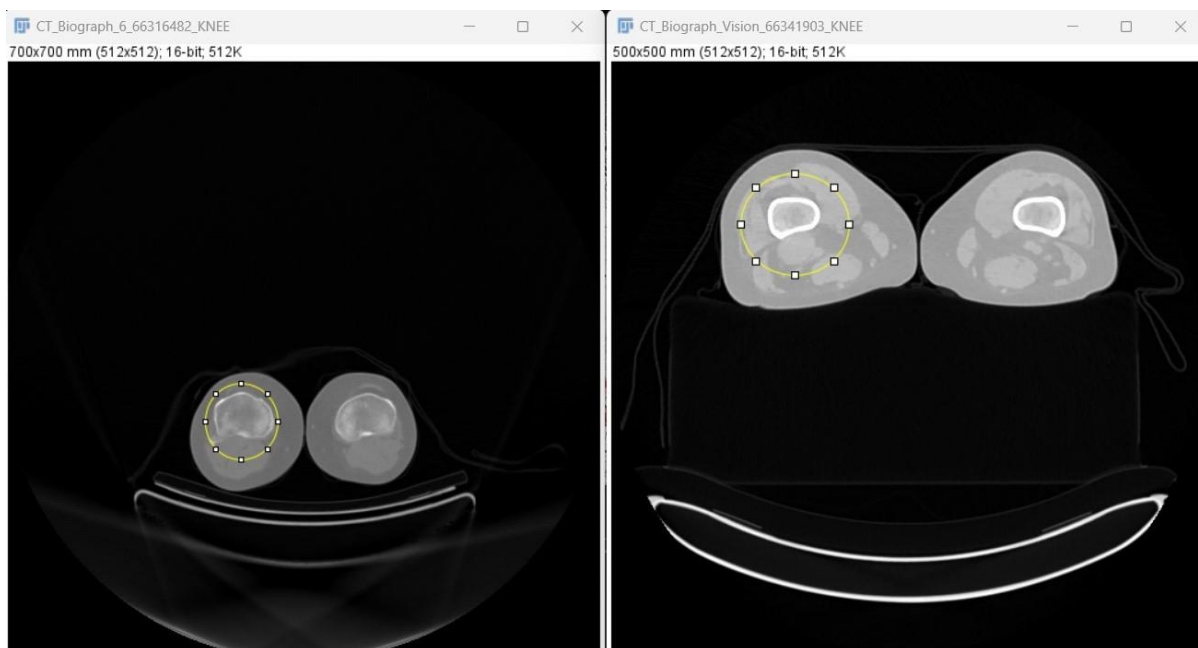 CT_Biograph_6_66316482_KNEE
700x700 mm (512x512); 16-bit; 512K
CT_Biograph_Vision_66341903_KNEE
500x500 mm (512x512); 16-bit; 512K